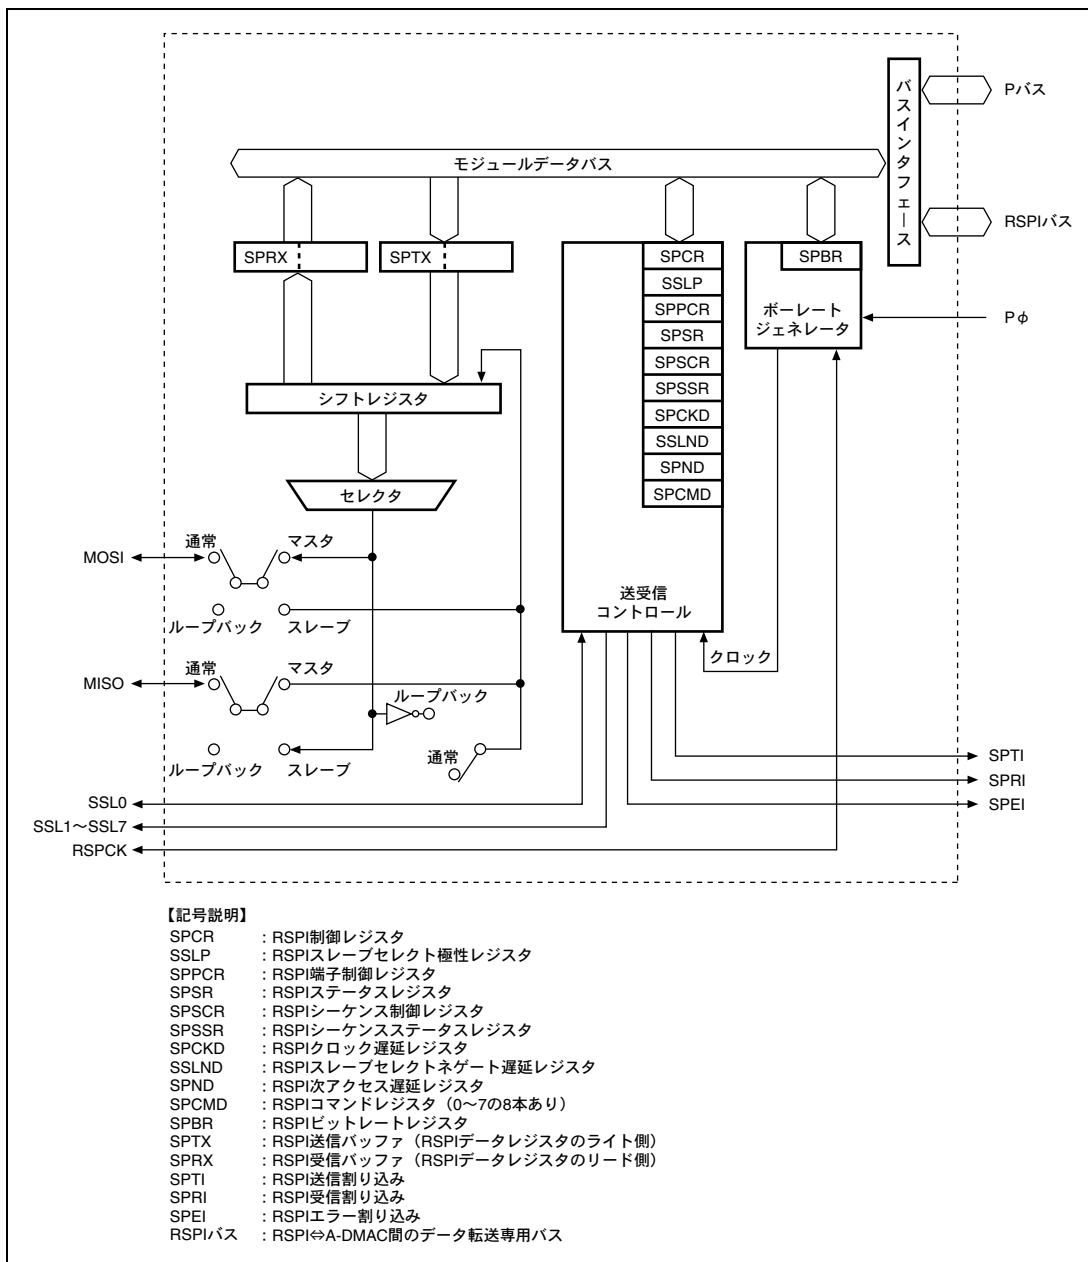 Pバス
バスインタフェース
モジュールデータバス
RSPIバス
SPRX
SPTX
SPCR
SSLP
SPPCR
SPSR
SPSCR
SPSSR
SPCKD
SSLND
SPND
SPCMD
送受信
コントロール
SPBR
ボーレート
ジェネレータ
Pφ
クロック
シフトレジスタ
セレクタ
MOSI
通常
マスタ
ループバック
スレーブ
MISO
通常
マスタ
ループバック
ループバック
スレーブ
通常
SSL0
SSL1～SSL7
RSPCK
SPTI
SPRI
SPEI
【記号説明】
SPCR : RSPI制御レジスタ
SSLP : RSPIスレーブセレクト極性レジスタ
SPPCR : RSPI端子制御レジスタ
SPSR : RSPIステータスレジスタ
SPSCR : RSPIシーケンス制御レジスタ
SPSSR : RSPIシーケンスステータスレジスタ
SPCKD : RSPIクロック遅延レジスタ
SSLND : RSPIスレーブセレクトネゲート遅延レジスタ
SPND : RSPI次アクセス遅延レジスタ
SPCMD : RSPIコマンドレジスタ（0～7の8本あり）
SPBR : RSPIビットレートレジスタ
SPTX : RSPI送信バッファ（RSPIデータレジスタのライト側）
SPRX : RSPI受信バッファ（RSPIデータレジスタのリード側）
SPTI : RSPI送信割り込み
SPRI : RSPI受信割り込み
SPEI : RSPIエラー割り込み
RSPIバス : RSPI⇔A-DMAC間のデータ転送専用バス